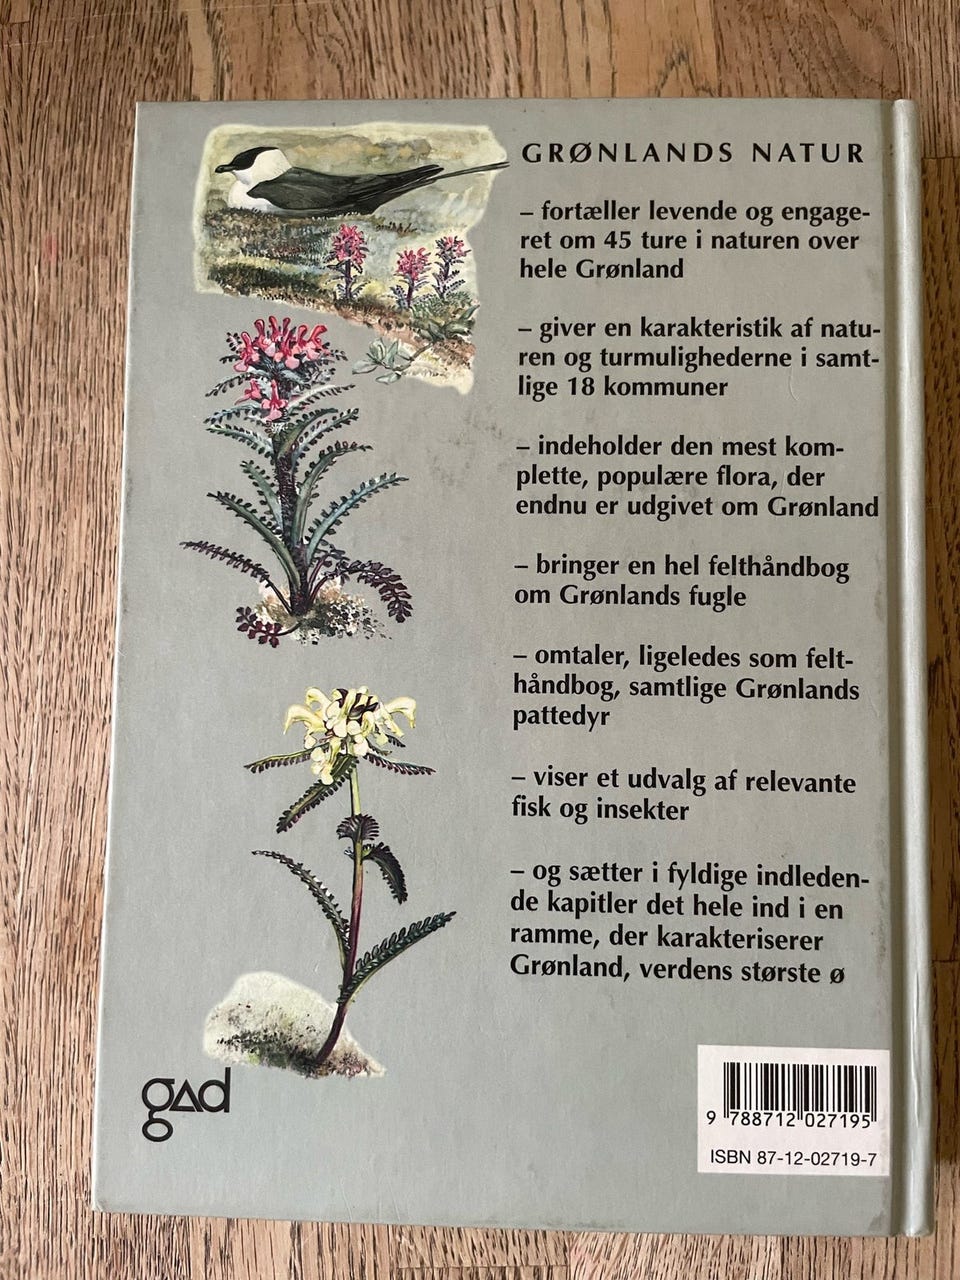 GRØNLANDS NATUR
– fortæller levende og engage-
ret om 45 ture i naturen over
hele Grønland
– giver en karakteristik af natu-
ren og turmulighederne i samt-
lige 18 kommuner
– indeholder den mest kom-
plette, populære flora, der
endnu er udgivet om Grønland
– bringer en hel felthåndbog
om Grønlands fugle
– omtaler, ligeledes som felt-
håndbog, samtlige Grønlands
pattedyr
– viser et udvalg af relevante
fisk og insekter
– og sætter i fyldige indleden-
de kapitler det hele ind i en
ramme, der karakteriserer
Grønland, verdens største ø
gad
9 788712 027195
ISBN 87-12-02719-7